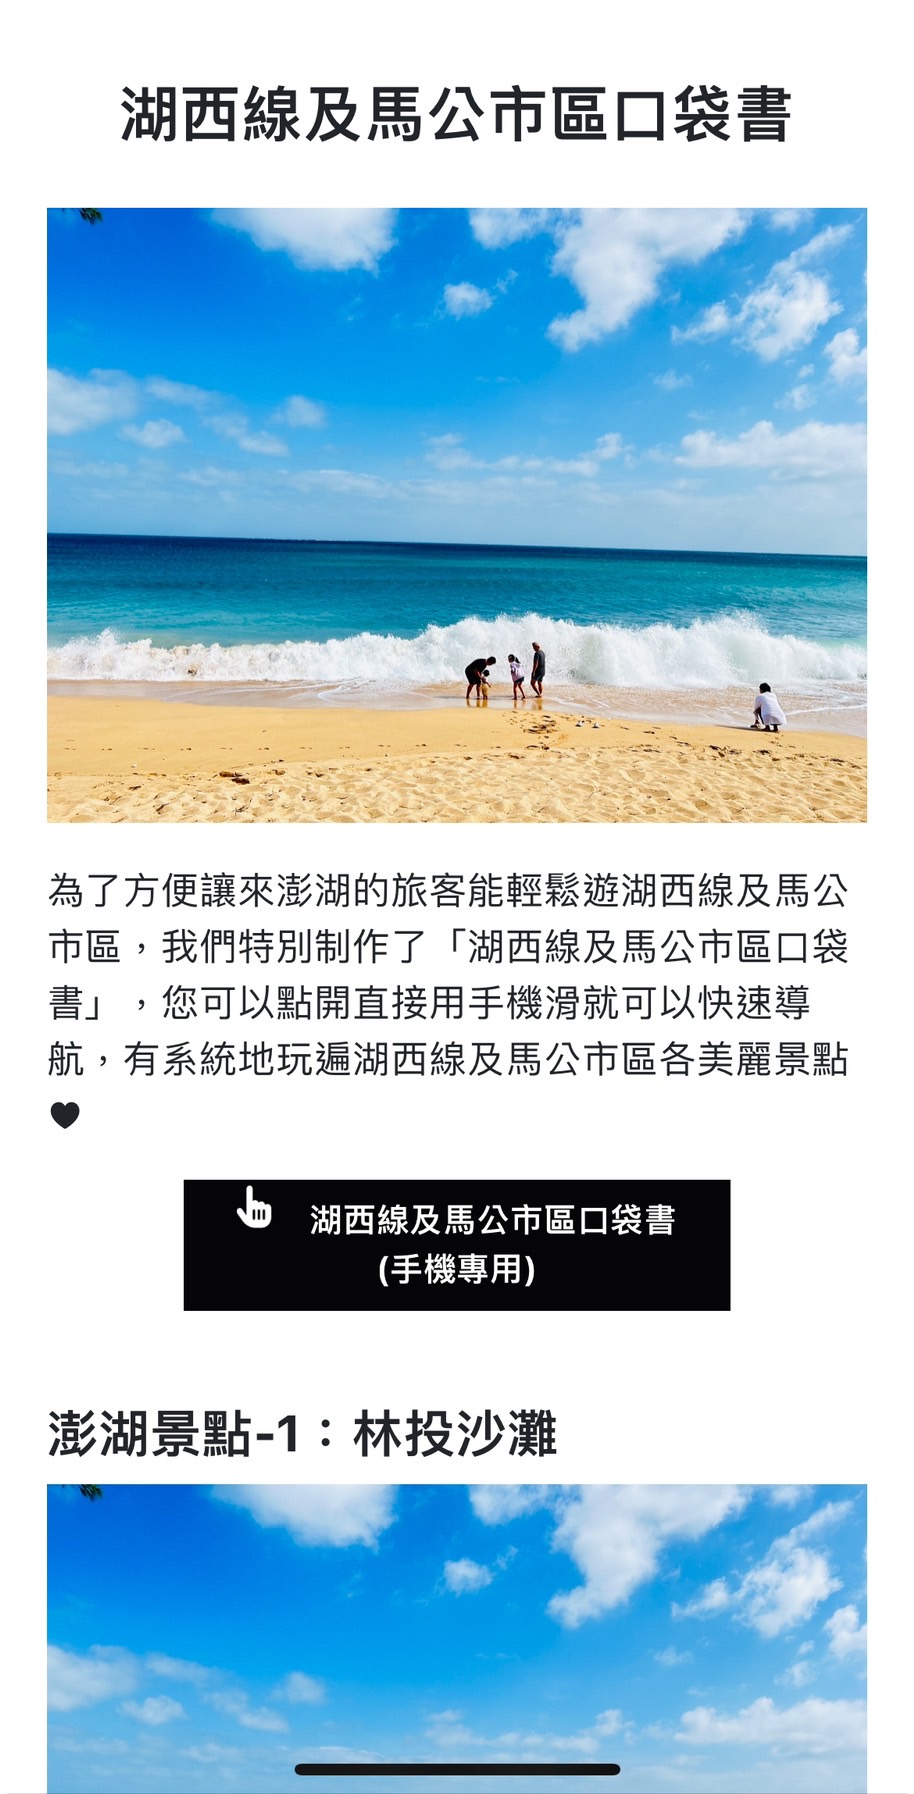 湖西線及馬公市區口袋書
為了方便讓來澎湖的旅客能輕鬆遊湖西線及馬公
市區，我們特別制作了「湖西線及馬公市區口袋
書」，您可以點開直接用手機滑就可以快速導
航，有系統地玩遍湖西線及馬公市區各美麗景點
♥
湖西線及馬公市區口袋書
(手機專用)
澎湖景點-1：林投沙灘